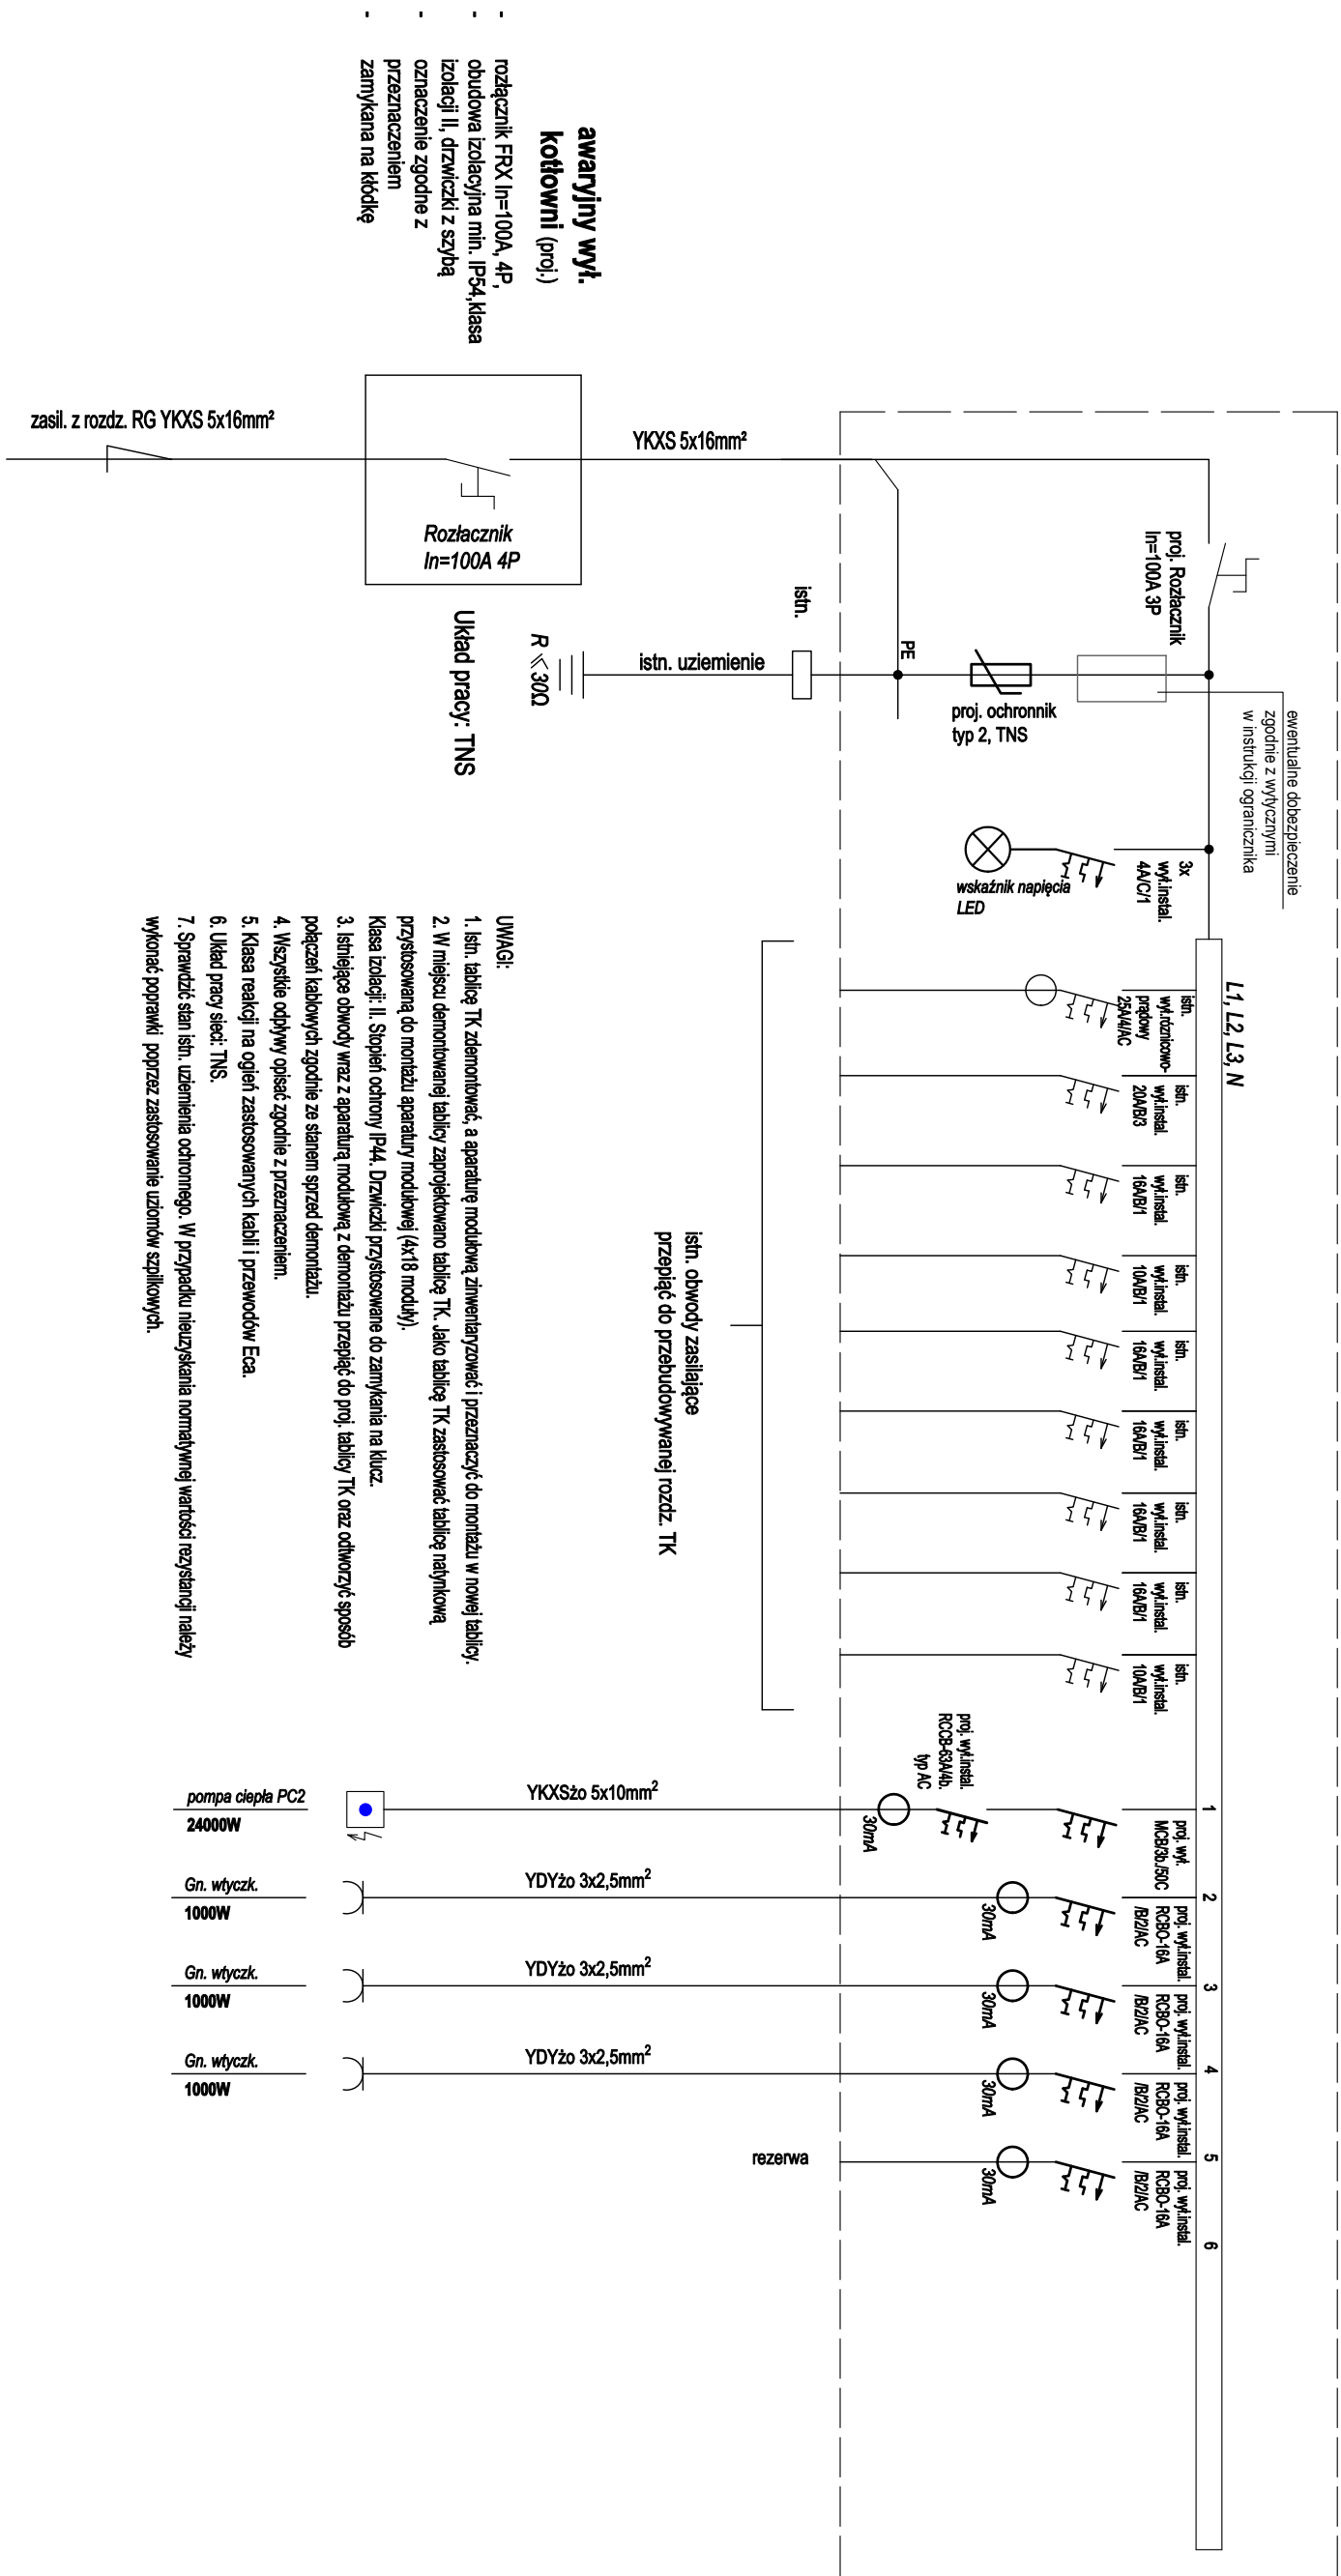 awaryjny wył.
kotłowni (proj.)
- rozłącznik FRX In=100A, 4P,
- obudowa izolacyjna min. IP54,klasa
izolacji II, drzwiczki z szybą
- oznaczenie zgodne z
przeznaczeniem
- zamykana na kłódkę
zasil. z rozdz. RG YKXS 5x16mm²
Rozłacznik
In=100A 4P
YKXS 5x16mm²
Układ pracy: TNS
R ≪ 30Ω
istn. uziemienie
istn.
PE
proj. Rozłacznik
In=100A 3P
proj. ochronnik
typ 2, TNS
ewentualne dobezpieczenie
zgodnie z wytycznymi
w instrukcji ogranicznika
3x
wył.instal.
4A/C/1
wskaźnik napięcia
LED
L1, L2, L3, N
istn.
wył.różnicowo-
prądowy
25A/4/AC
istn.
wył.instal.
20A/B/3
istn.
wył.instal.
16A/B/1
istn.
wył.instal.
10A/B/1
istn.
wył.instal.
16A/B/1
istn.
wył.instal.
16A/B/1
istn.
wył.instal.
16A/B/1
istn.
wył.instal.
16A/B/1
istn.
wył.instal.
10A/B/1
istn. obwody zasilające
przepiąć do przebudowywanej rozdz. TK
UWAGI:
1. Istn. tablicę TK zdemontować, a aparaturę modułową zinwentaryzować i przeznaczyć do montażu w nowej tablicy.
2. W miejscu demontowanej tablicy zaprojektowano tablicę TK. Jako tablicę TK zastosować tablicę natynkową
przystosowaną do montażu aparatury modułowej (4x18 moduły).
Klasa izolacji: II. Stopień ochrony IP44. Drzwiczki przystosowane do zamykania na klucz.
3. Istniejące obwody wraz z aparaturą modułową z demontażu przepiąć do proj. tablicy TK oraz odtworzyć sposób
połączeń kablowych zgodnie ze stanem sprzed demontażu.
4. Wszystkie odpływy opisać zgodnie z przeznaczeniem.
5. Klasa reakcji na ogień zastosowanych kabli i przewodów Eca.
6. Układ pracy sieci: TNS.
7. Sprawdzić stan istn. uziemienia ochronnego. W przypadku nieuzyskania normatywnej wartości rezystancji należy
wykonać poprawki poprzez zastosowanie uziomów szpilkowych.
1
proj. wył.
MCB/3b./50C
proj. wył.instal.
RCCB-63A/4b.
typ AC
30mA
YKXSżo 5x10mm²
pompa ciepła PC2
24000W
2
proj. wył.instal.
RCBO-16A
/B/2/AC
30mA
YDYżo 3x2,5mm²
Gn. wtyczk.
1000W
3
proj. wył.instal.
RCBO-16A
/B/2/AC
30mA
YDYżo 3x2,5mm²
Gn. wtyczk.
1000W
4
proj. wył.instal.
RCBO-16A
/B/2/AC
30mA
YDYżo 3x2,5mm²
Gn. wtyczk.
1000W
5
proj. wył.instal.
RCBO-16A
/B/2/AC
30mA
rezerwa
6